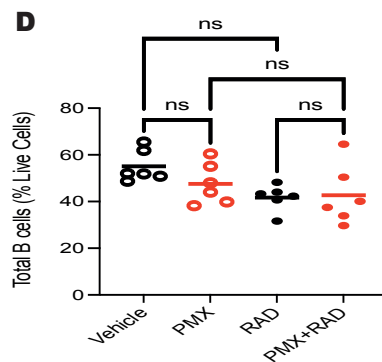 D
ns
ns
ns
ns
Total B cells (% Live Cells)
80
60
40
20
0
Vehicle
PMX
RAD
PMX+RAD